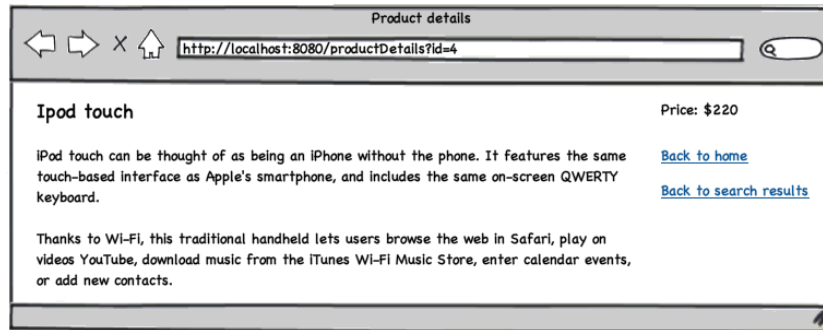 Product details
http://localhost:8080/productDetails?id=4
Ipod touch
Price: $220
iPod touch can be thought of as being an iPhone without the phone. It features the same
touch-based interface as Apple's smartphone, and includes the same on-screen QWERTY
keyboard.
Back to home
Back to search results
Thanks to Wi-Fi, this traditional handheld lets users browse the web in Safari, play on
videos YouTube, download music from the iTunes Wi-Fi Music Store, enter calendar events,
or add new contacts.